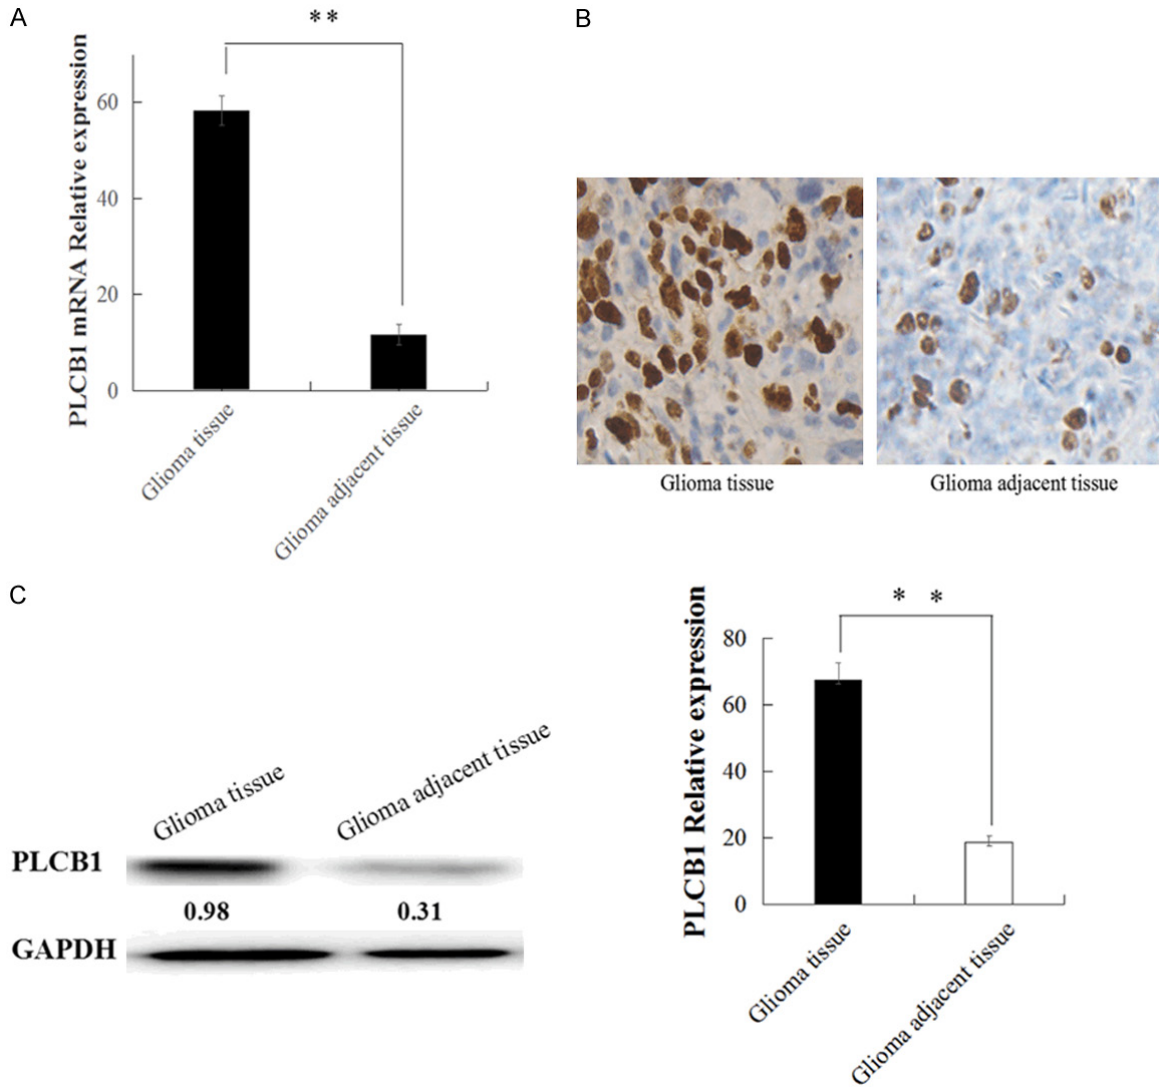 A
**
PLCB1 mRNA Relative expression
60
40
20
0
Glioma tissue
Glioma adjacent tissue
B
Glioma tissue
Glioma adjacent tissue
C
Glioma tissue
Glioma adjacent tissue
PLCB1
0.98
0.31
GAPDH
* *
PLCB1 Relative expression
80
60
40
20
0
Glioma tissue
Glioma adjacent tissue